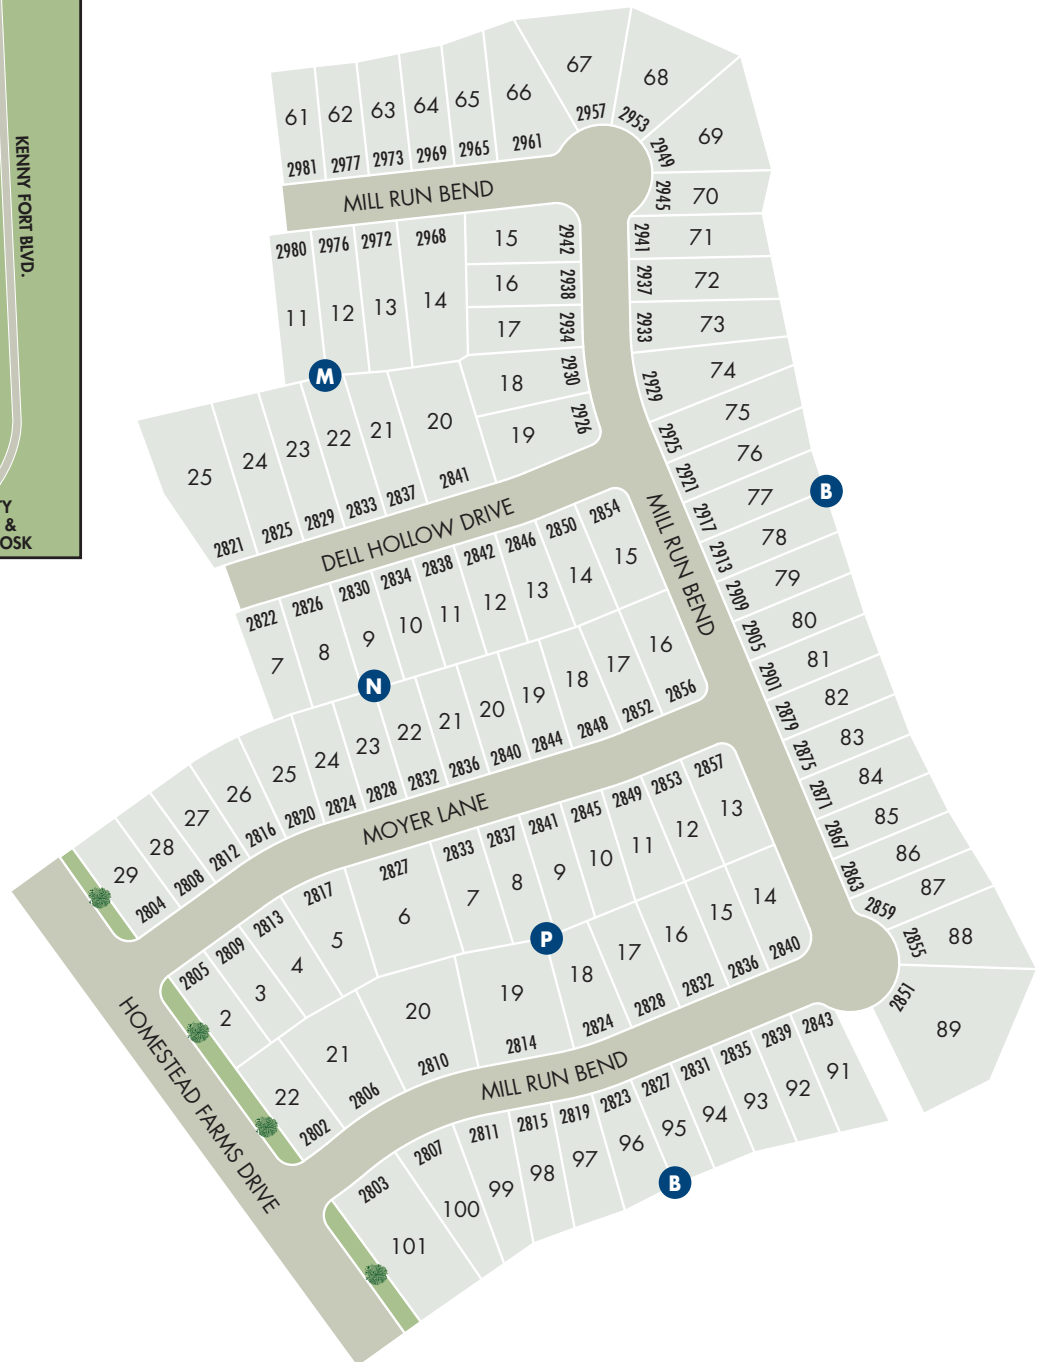 KENNY FORT BLVD.
TY
&
OSK
61 62 63 64 65 66 67 68 69
2981 2977 2973 2969 2965 2961 2957 2953 2949
MILL RUN BEND
2945 70
2980 2976 2972 2968
11 12 13 14
15 2942
16 2938
17 2934
18 2930
19 2926
2941 71
2937 72
2933 73
2929 74
2925 75
2921 76
2917 77
2913 78
2909 79
2905 80
2901 81
2879 82
2875 83
2871 84
2867 85
2863 86
2859 87
2855 88
2851 89
B
M
25 24 23 22 21 20
2821 2825 2829 2833 2837 2841
DELL HOLLOW DRIVE
MILL RUN BEND
2822 2826 2830 2834 2838 2842 2846 2850 2854
7 8 9 10 11 12 13 14 15
N
29 28 27 26 25 24 23 22 21 20 19 18 17 16
2804 2808 2812 2816 2820 2824 2828 2832 2836 2840 2844 2848 2852 2856
MOYER LANE
2805 2809 2813 2817 2827 2833 2837 2841 2845 2849 2853 2857
2 3 4 5 6 7 8 9 10 11 12 13
P
22 21 20 19 18 17 16 15 14
2802 2806 2810 2814 2824 2828 2832 2836 2840
HOMESTEAD FARMS DRIVE
MILL RUN BEND
2803 2807 2811 2815 2819 2823 2827 2831 2835 2839 2843
101 100 99 98 97 96 95 94 93 92 91
B